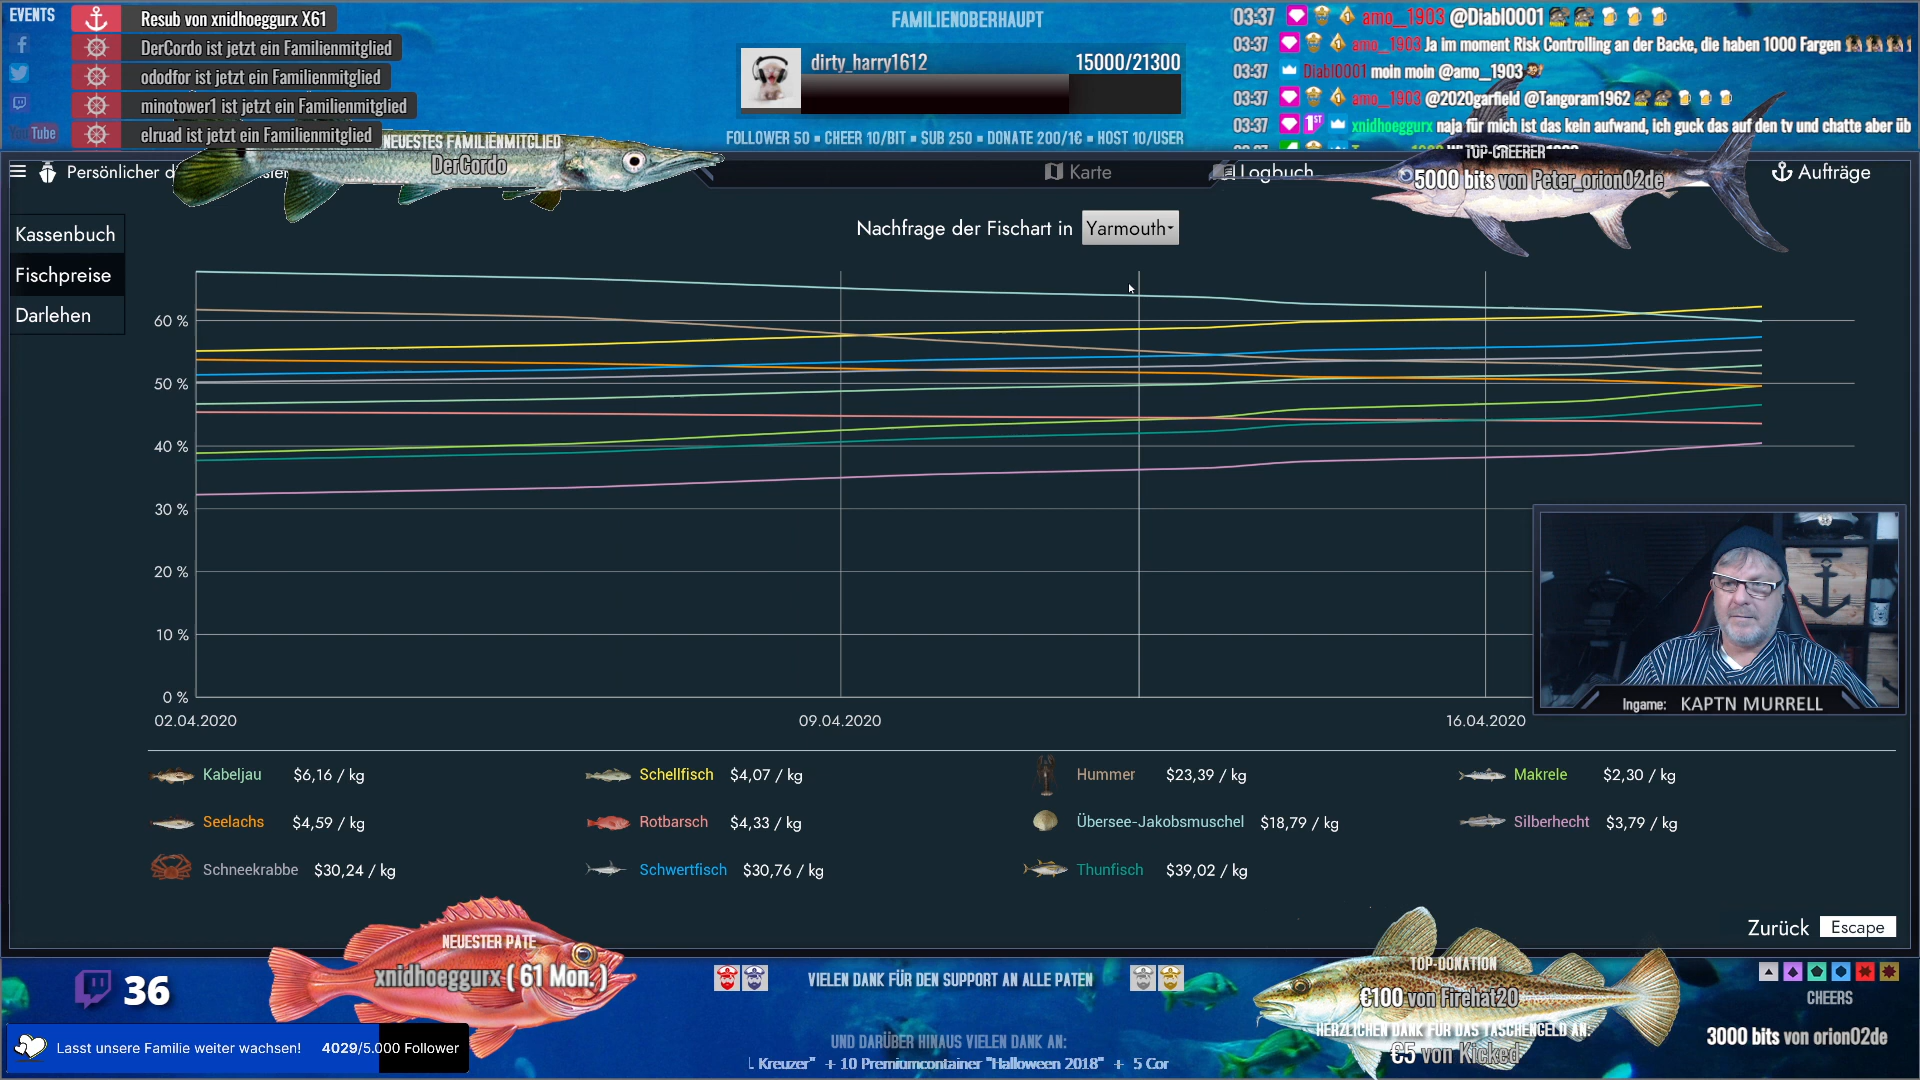 EVENTS
Resub von xnidhoeggurx X61
DerCordo ist jetzt ein Familienmitglied
ododfor ist jetzt ein Familienmitglied
minotower1 ist jetzt ein Familienmitglied
YouTube
elruad ist jetzt ein Familienmitglied
NEUESTES FAMILIENMITGLIED
DerCordo
FAMILIENOBERHAUPT
dirty_harry1612
15000/21300
FOLLOWER 50 ▪ CHEER 10/BIT ▪ SUB 250 ▪ DONATE 200/1€ ▪ HOST 10/USER
03:37 amo_1903 @Diabl0001
03:37 amo_1903 Ja im moment Risk Controlling an der Backe, die haben 1000 Fargen
03:37 Diabl0001 moin moin @amo_1903
03:37 amo_1903 @2020garfield @Tangoram1962
03:37 1ST xnidhoeggurx naja für mich ist das kein aufwand, ich guck das auf den tv und chatte aber üb
TOP-CHEERER
5000 bits von Peter_orion02de
Persönlicher
Karte
Logbuch
Aufträge
Kassenbuch
Fischpreise
Darlehen
Nachfrage der Fischart in Yarmouth
60 %
50 %
40 %
30 %
20 %
10 %
0 %
02.04.2020
09.04.2020
16.04.2020
Ingame: KAPTN MURRELL
Kabeljau $6,16 / kg
Schellfisch $4,07 / kg
Hummer $23,39 / kg
Makrele $2,30 / kg
Seelachs $4,59 / kg
Rotbarsch $4,33 / kg
Übersee-Jakobsmuschel $18,79 / kg
Silberhecht $3,79 / kg
Schneekrabbe $30,24 / kg
Schwertfisch $30,76 / kg
Thunfisch $39,02 / kg
Zurück Escape
36
NEUESTER PATE
xnidhoeggurx ( 61 Mon. )
VIELEN DANK FÜR DEN SUPPORT AN ALLE PATEN
TOP-DONATION
€100 von Firehat20
HERZLICHEN DANK FÜR DAS TASCHENGELD AN:
€5 von Kicked
CHEERS
3000 bits von orion02de
Lasst unsere Familie weiter wachsen! 4029/5.000 Follower
UND DARÜBER HINAUS VIELEN DANK AN:
Kreuzer" + 10 Premiumcontainer "Halloween 2018" + 5 Cor